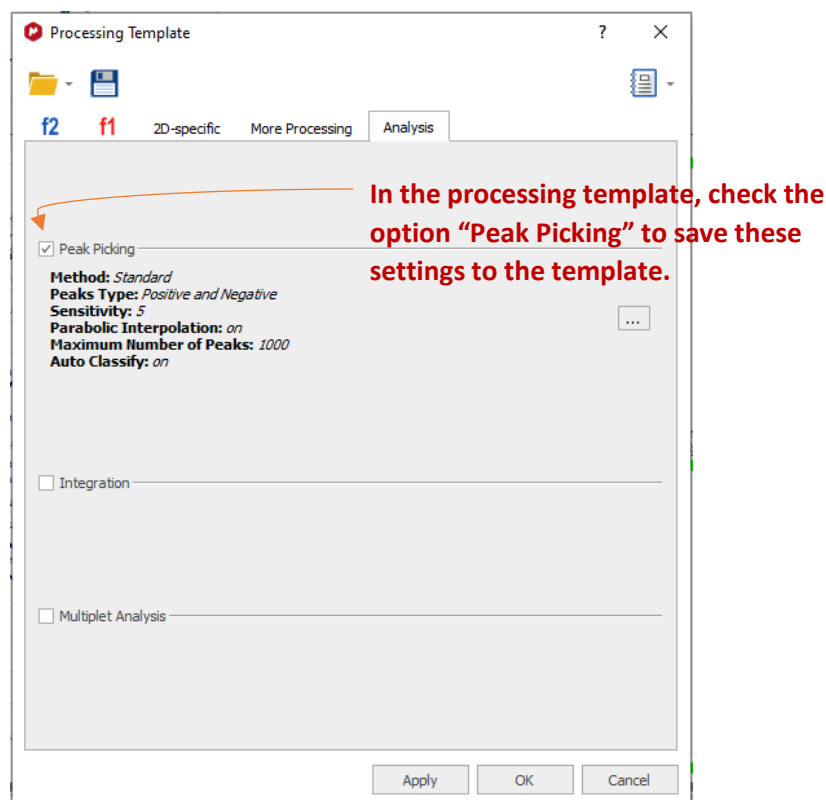 Processing Template
?
f2 f1 2D-specific More Processing Analysis
In the processing template, check the
option “Peak Picking” to save these
settings to the template.
Peak Picking
Method: Standard
Peaks Type: Positive and Negative
Sensitivity: 5
Parabolic Interpolation: on
Maximum Number of Peaks: 1000
Auto Classify: on
...
Integration
Multiplet Analysis
Apply OK Cancel